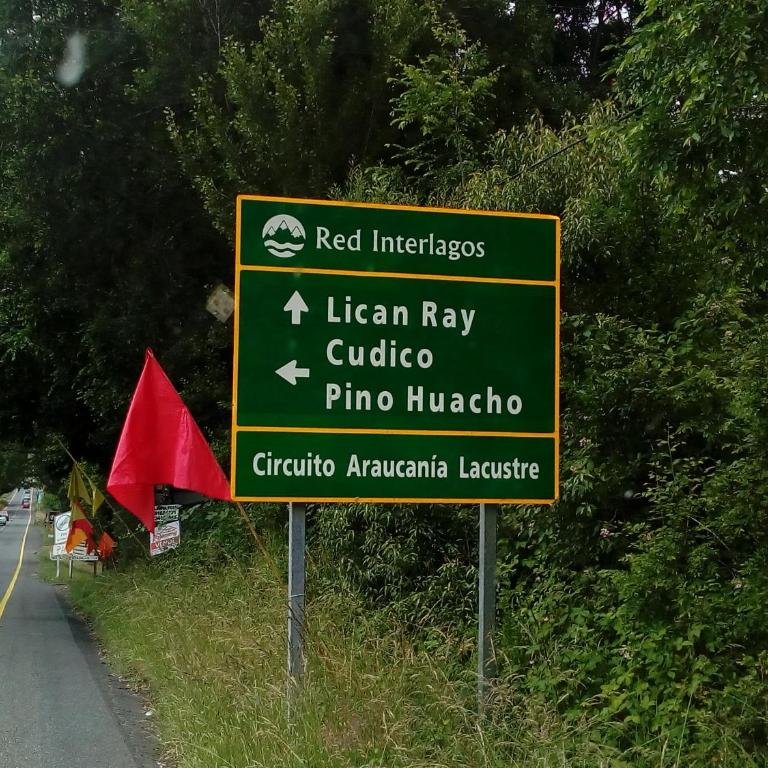 Red Interlagos
Lican Ray
Cudico
Pino Huacho
Circuito Araucanía Lacustre